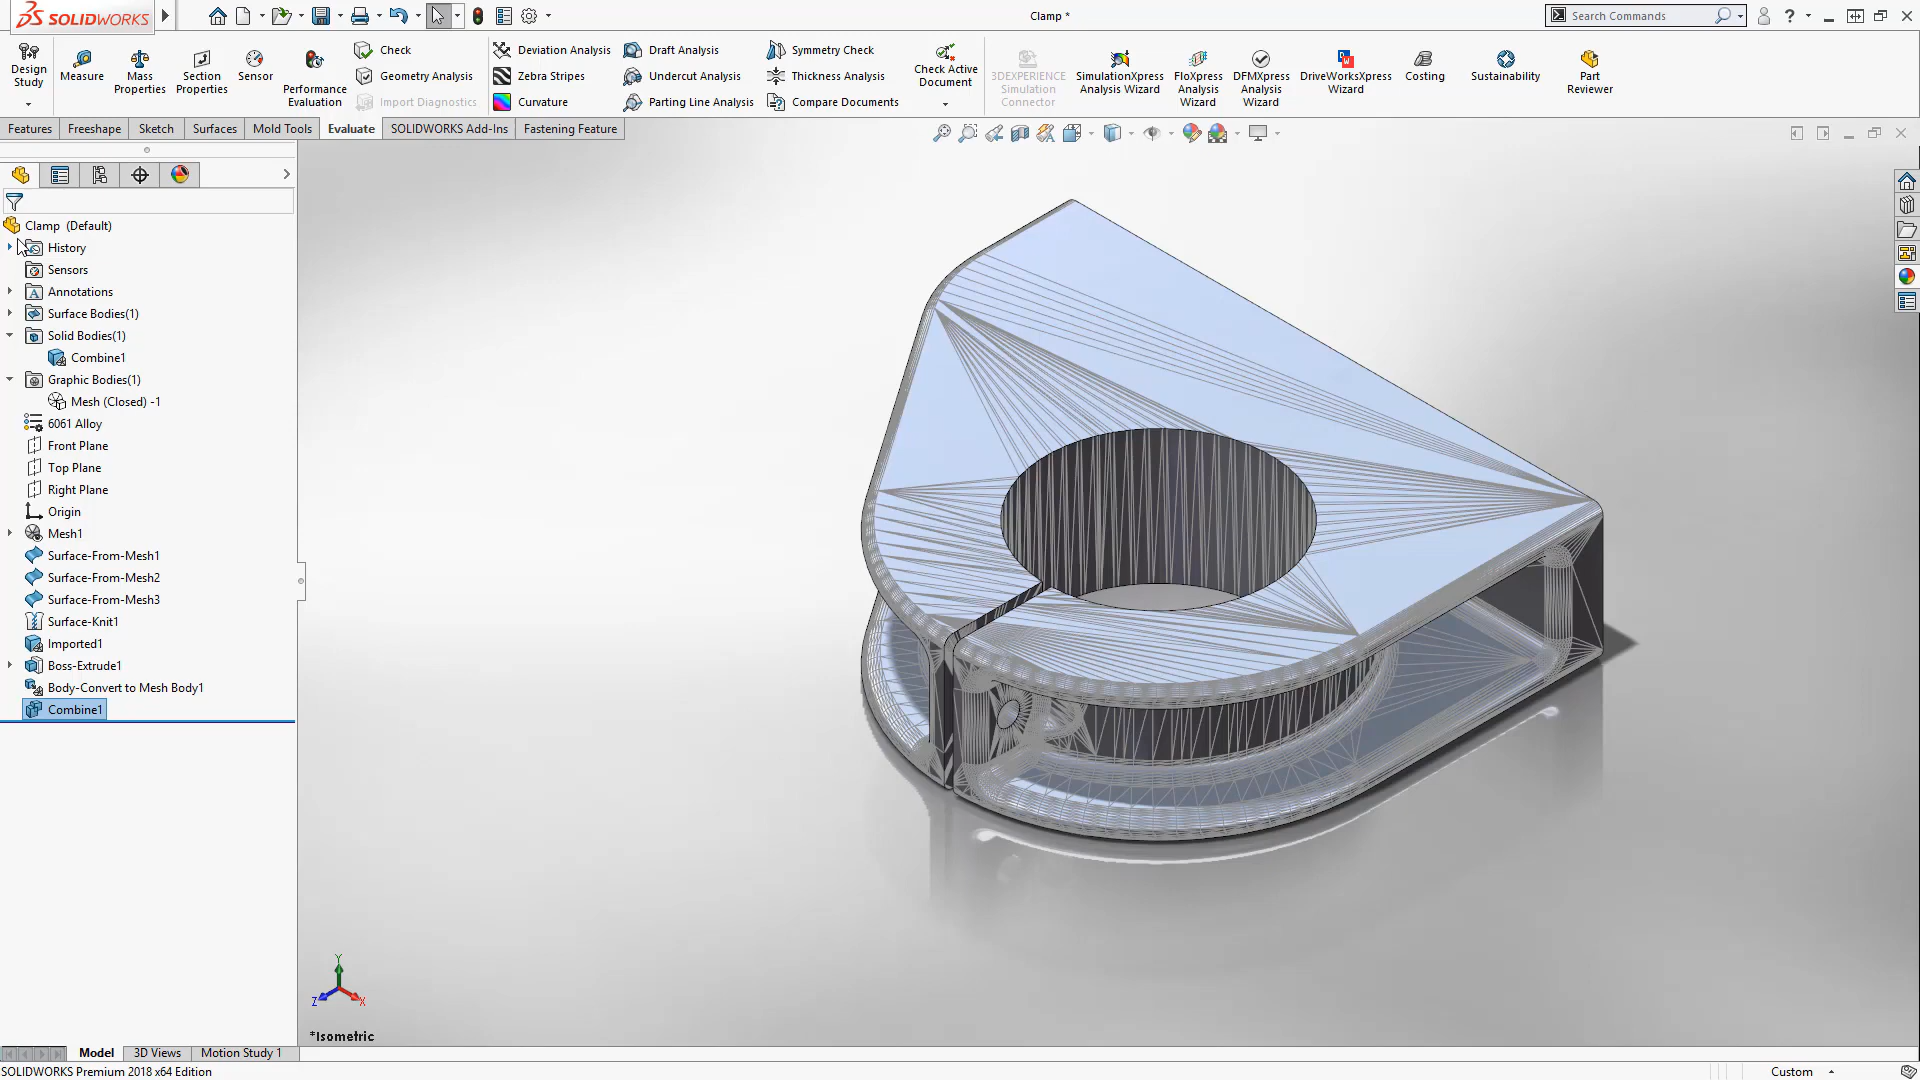 SOLIDWORKS
Clamp *
Search Commands
Design Study
Measure
Mass Properties
Section Properties
Sensor
Performance Evaluation
Check
Geometry Analysis
Import Diagnostics
Deviation Analysis
Zebra Stripes
Curvature
Draft Analysis
Undercut Analysis
Parting Line Analysis
Symmetry Check
Thickness Analysis
Compare Documents
Check Active Document
3DEXPERIENCE Simulation Connector
SimulationXpress Analysis Wizard
FloXpress Analysis Wizard
DFMXpress Analysis Wizard
DriveWorksXpress Wizard
Costing
Sustainability
Part Reviewer
Features
Freeshape
Sketch
Surfaces
Mold Tools
Evaluate
SOLIDWORKS Add-Ins
Fastening Feature
Clamp (Default)
History
Sensors
Annotations
Surface Bodies(1)
Solid Bodies(1)
Combine1
Graphic Bodies(1)
Mesh (Closed) -1
6061 Alloy
Front Plane
Top Plane
Right Plane
Origin
Mesh1
Surface-From-Mesh1
Surface-From-Mesh2
Surface-From-Mesh3
Surface-Knit1
Imported1
Boss-Extrude1
Body-Convert to Mesh Body1
Combine1
Y
Z
X
*Isometric
Model
3D Views
Motion Study 1
SOLIDWORKS Premium 2018 x64 Edition
Custom